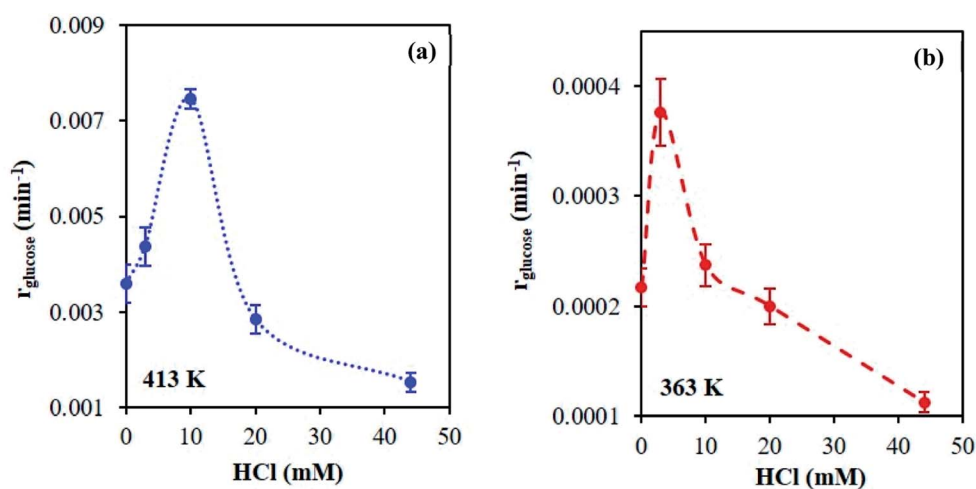 0.009
0.007
0.005
0.003
0.001
r_glucose (min⁻¹)
(a)
413 K
0 10 20 30 40 50
HCl (mM)
0.0004
0.0003
0.0002
0.0001
r_glucose (min⁻¹)
(b)
363 K
0 10 20 30 40 50
HCl (mM)